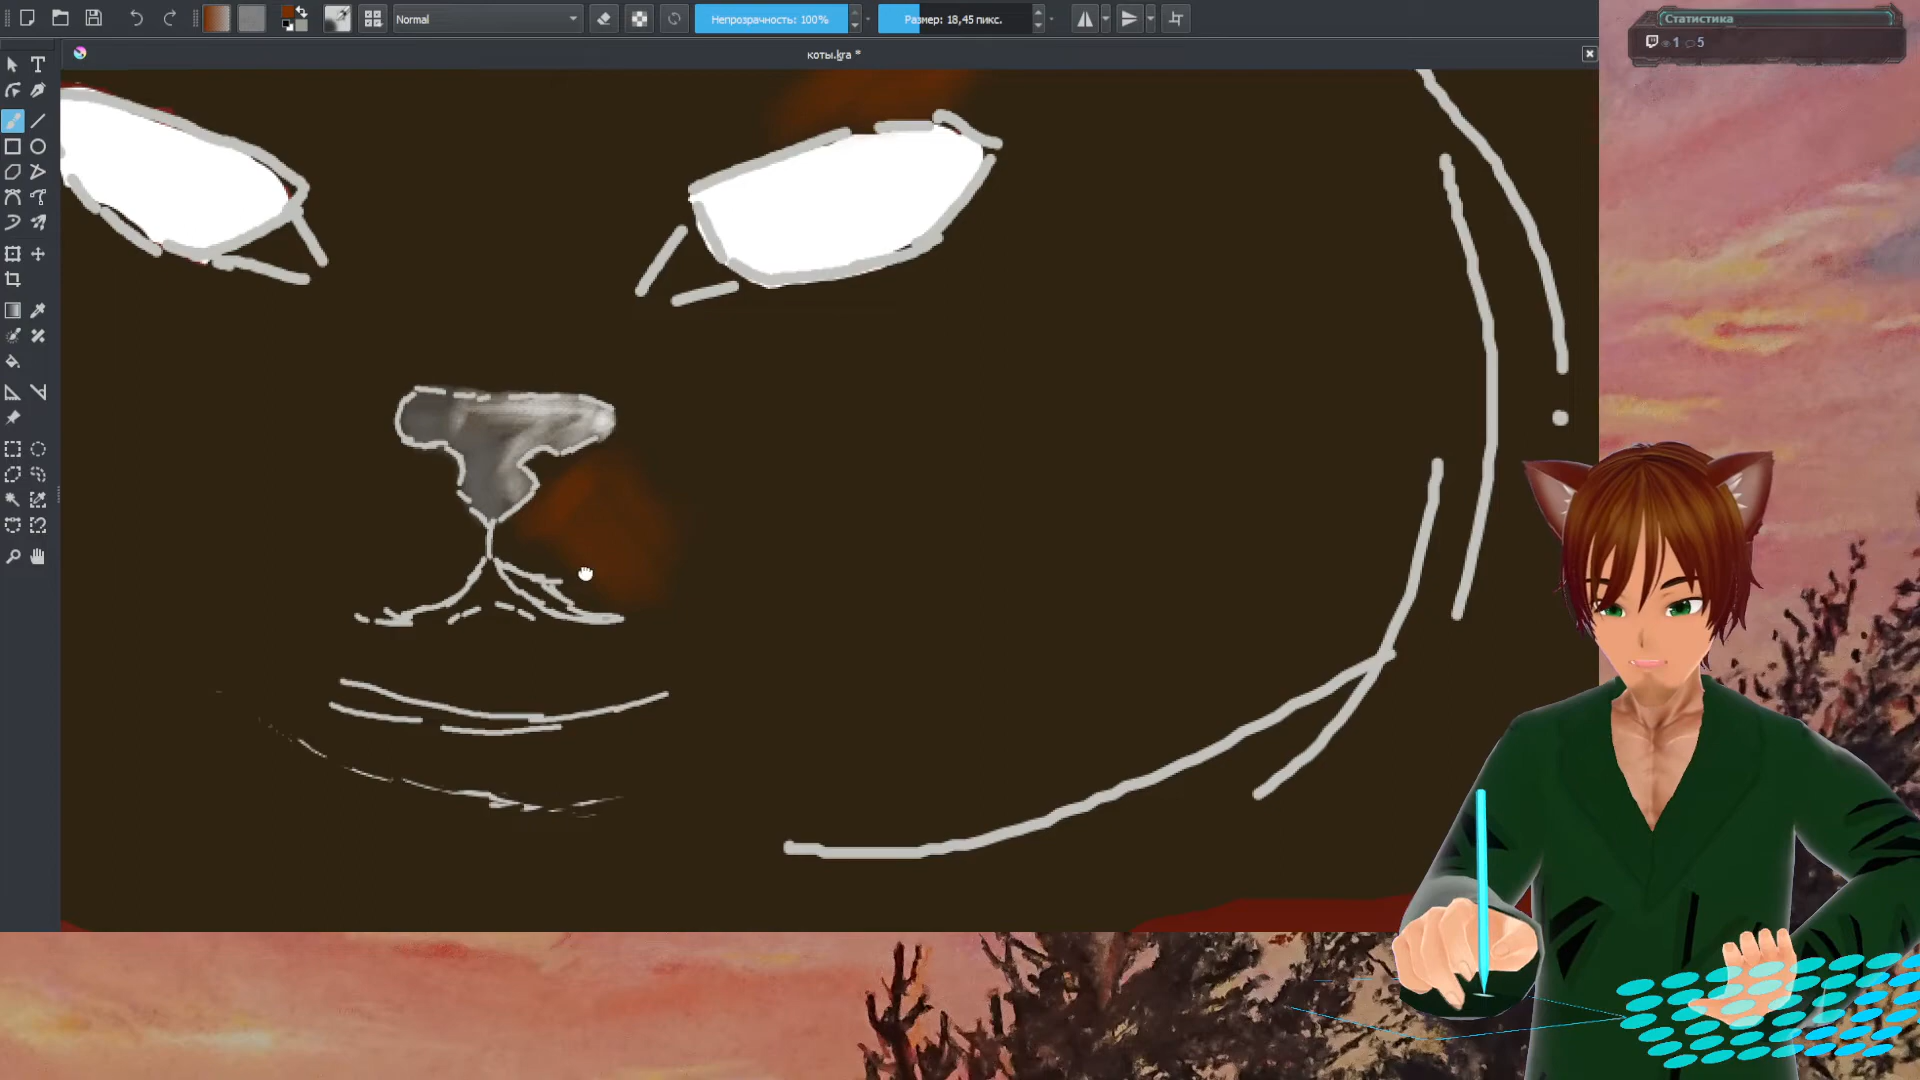 Normal
Непрозрачность: 100%
Размер: 18,45 пикс.
Статистика
коты.kra *
1
5